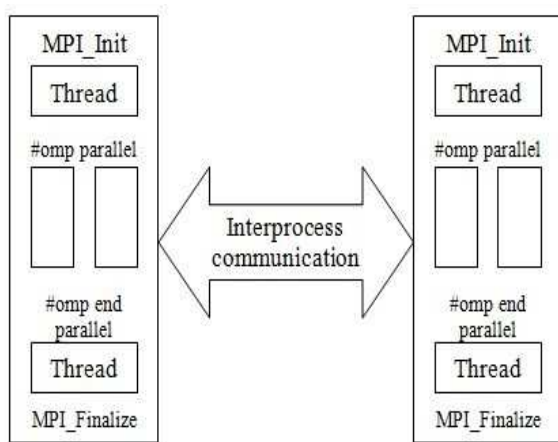 MPI_Init
Thread
#omp parallel
#omp end
parallel
Thread
MPI_Finalize
Interprocess
communication
MPI_Init
Thread
#omp parallel
#omp end
parallel
Thread
MPI_Finalize